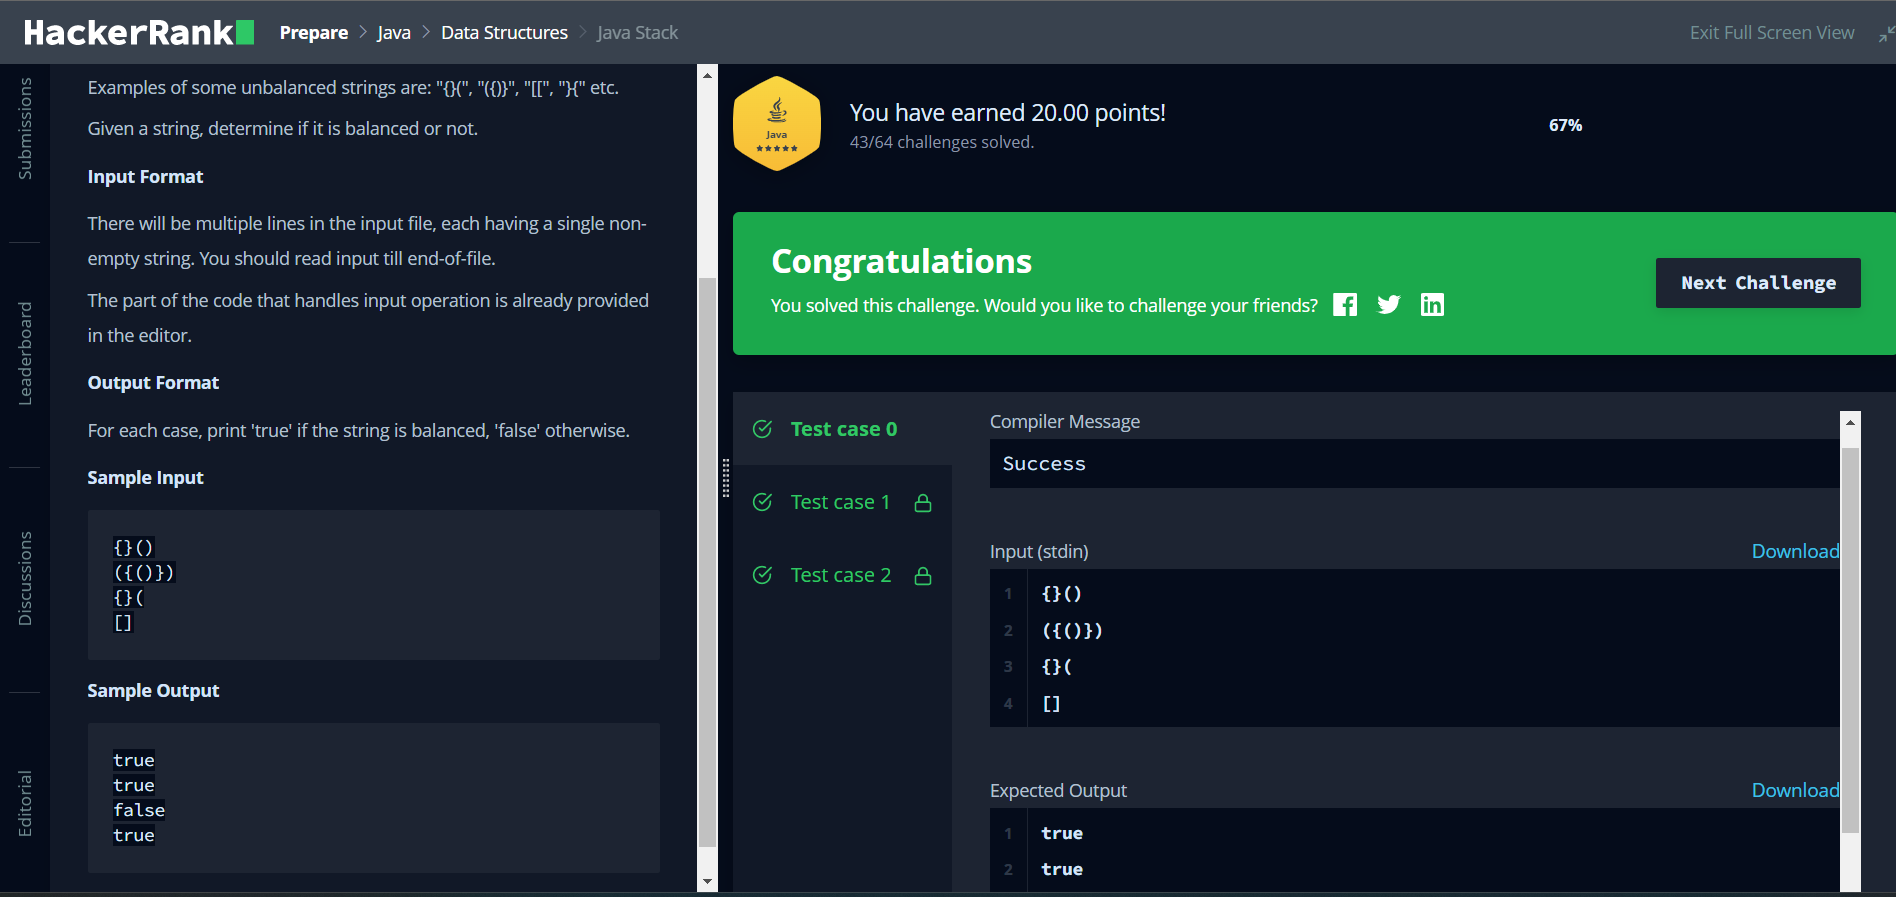 HackerRank
Prepare > Java > Data Structures > Java Stack
Exit Full Screen View
Submissions
Leaderboard
Discussions
Editorial
Examples of some unbalanced strings are: "{}(", "({)}", "[[", "}{" etc.
Given a string, determine if it is balanced or not.
Input Format
There will be multiple lines in the input file, each having a single non-
empty string. You should read input till end-of-file.
The part of the code that handles input operation is already provided
in the editor.
Output Format
For each case, print 'true' if the string is balanced, 'false' otherwise.
Sample Input
{}()
({()})
{}(
[]
Sample Output
true
true
false
true
Java
You have earned 20.00 points!
43/64 challenges solved.
67%
Congratulations
You solved this challenge. Would you like to challenge your friends?
Next Challenge
Test case 0
Test case 1
Test case 2
Compiler Message
Success
Input (stdin)
Download
1 {}()
2 ({()})
3 {}(
4 []
Expected Output
Download
1 true
2 true